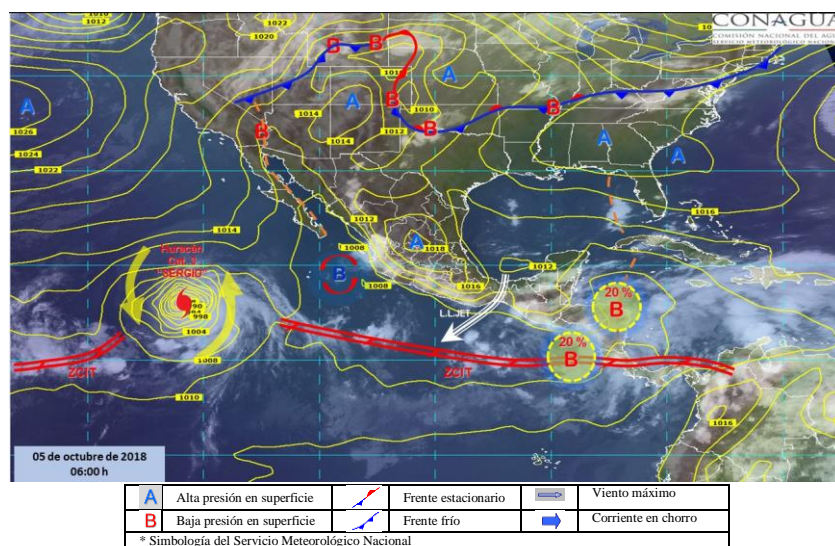 1010
1012
1022
1020
CONAGUA
COMISIÓN NACIONAL DEL AGUA
SERVICIO METEOROLÓGICO NACIONAL
B
B
A
1010
A
1026
B
A
1010
1014
B
1024
1012
B
B
1014
A
A
1022
1016
1014
1012
A
1018
Huracán
Cat. 3
"SERGIO"
1008
B
1008
1016
1012
20 %
B
998
L.L.JET
1004
20 %
B
1008
ZCIT
ZCIT
1010
1016
05 de octubre de 2018
06:00 h
A Alta presión en superficie Frente estacionario Viento máximo
B Baja presión en superficie Frente frío Corriente en chorro
* Simbología del Servicio Meteorológico Nacional